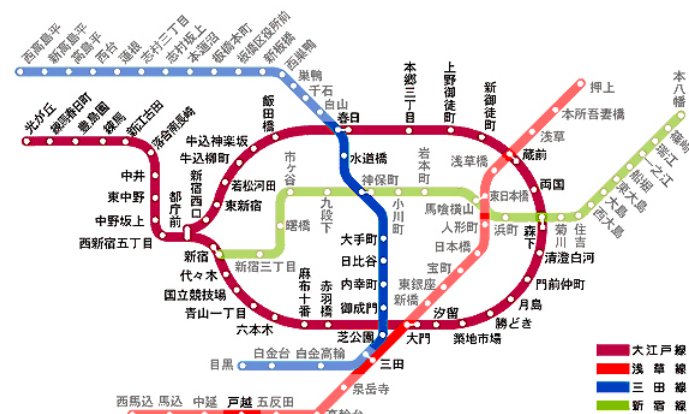 西高島平
新高島平
高島平
西台
蓮根
志村三丁目
志村坂上
本蓮沼
板橋本町
板橋区役所前
新板橋
西巣鴨
巣鴨
千石
白山
春日
水道橋
神保町
大手町
日比谷
内幸町
御成門
芝公園
三田
白金高輪
白金台
目黒
光が丘
練馬春日町
豊島園
練馬
新江古田
落合南長崎
中井
東中野
中野坂上
西新宿五丁目
都庁前
新宿西口
東新宿
若松河田
牛込柳町
牛込神楽坂
飯田橋
本郷三丁目
上野御徒町
新御徒町
蔵前
両国
森下
清澄白河
門前仲町
月島
勝どき
築地市場
汐留
大門
赤羽橋
麻布十番
六本木
青山一丁目
国立競技場
代々木
新宿
新宿三丁目
曙橋
市ヶ谷
九段下
小川町
岩本町
馬喰横山
浜町
菊川
住吉
西大島
大島
東大島
船堀
一之江
瑞江
篠崎
本八幡
押上
本所吾妻橋
浅草
浅草橋
東日本橋
人形町
日本橋
宝町
東銀座
新橋
泉岳寺
高輪台
五反田
戸越
中延
馬込
西馬込
大江戸線
浅草線
三田線
新宿線